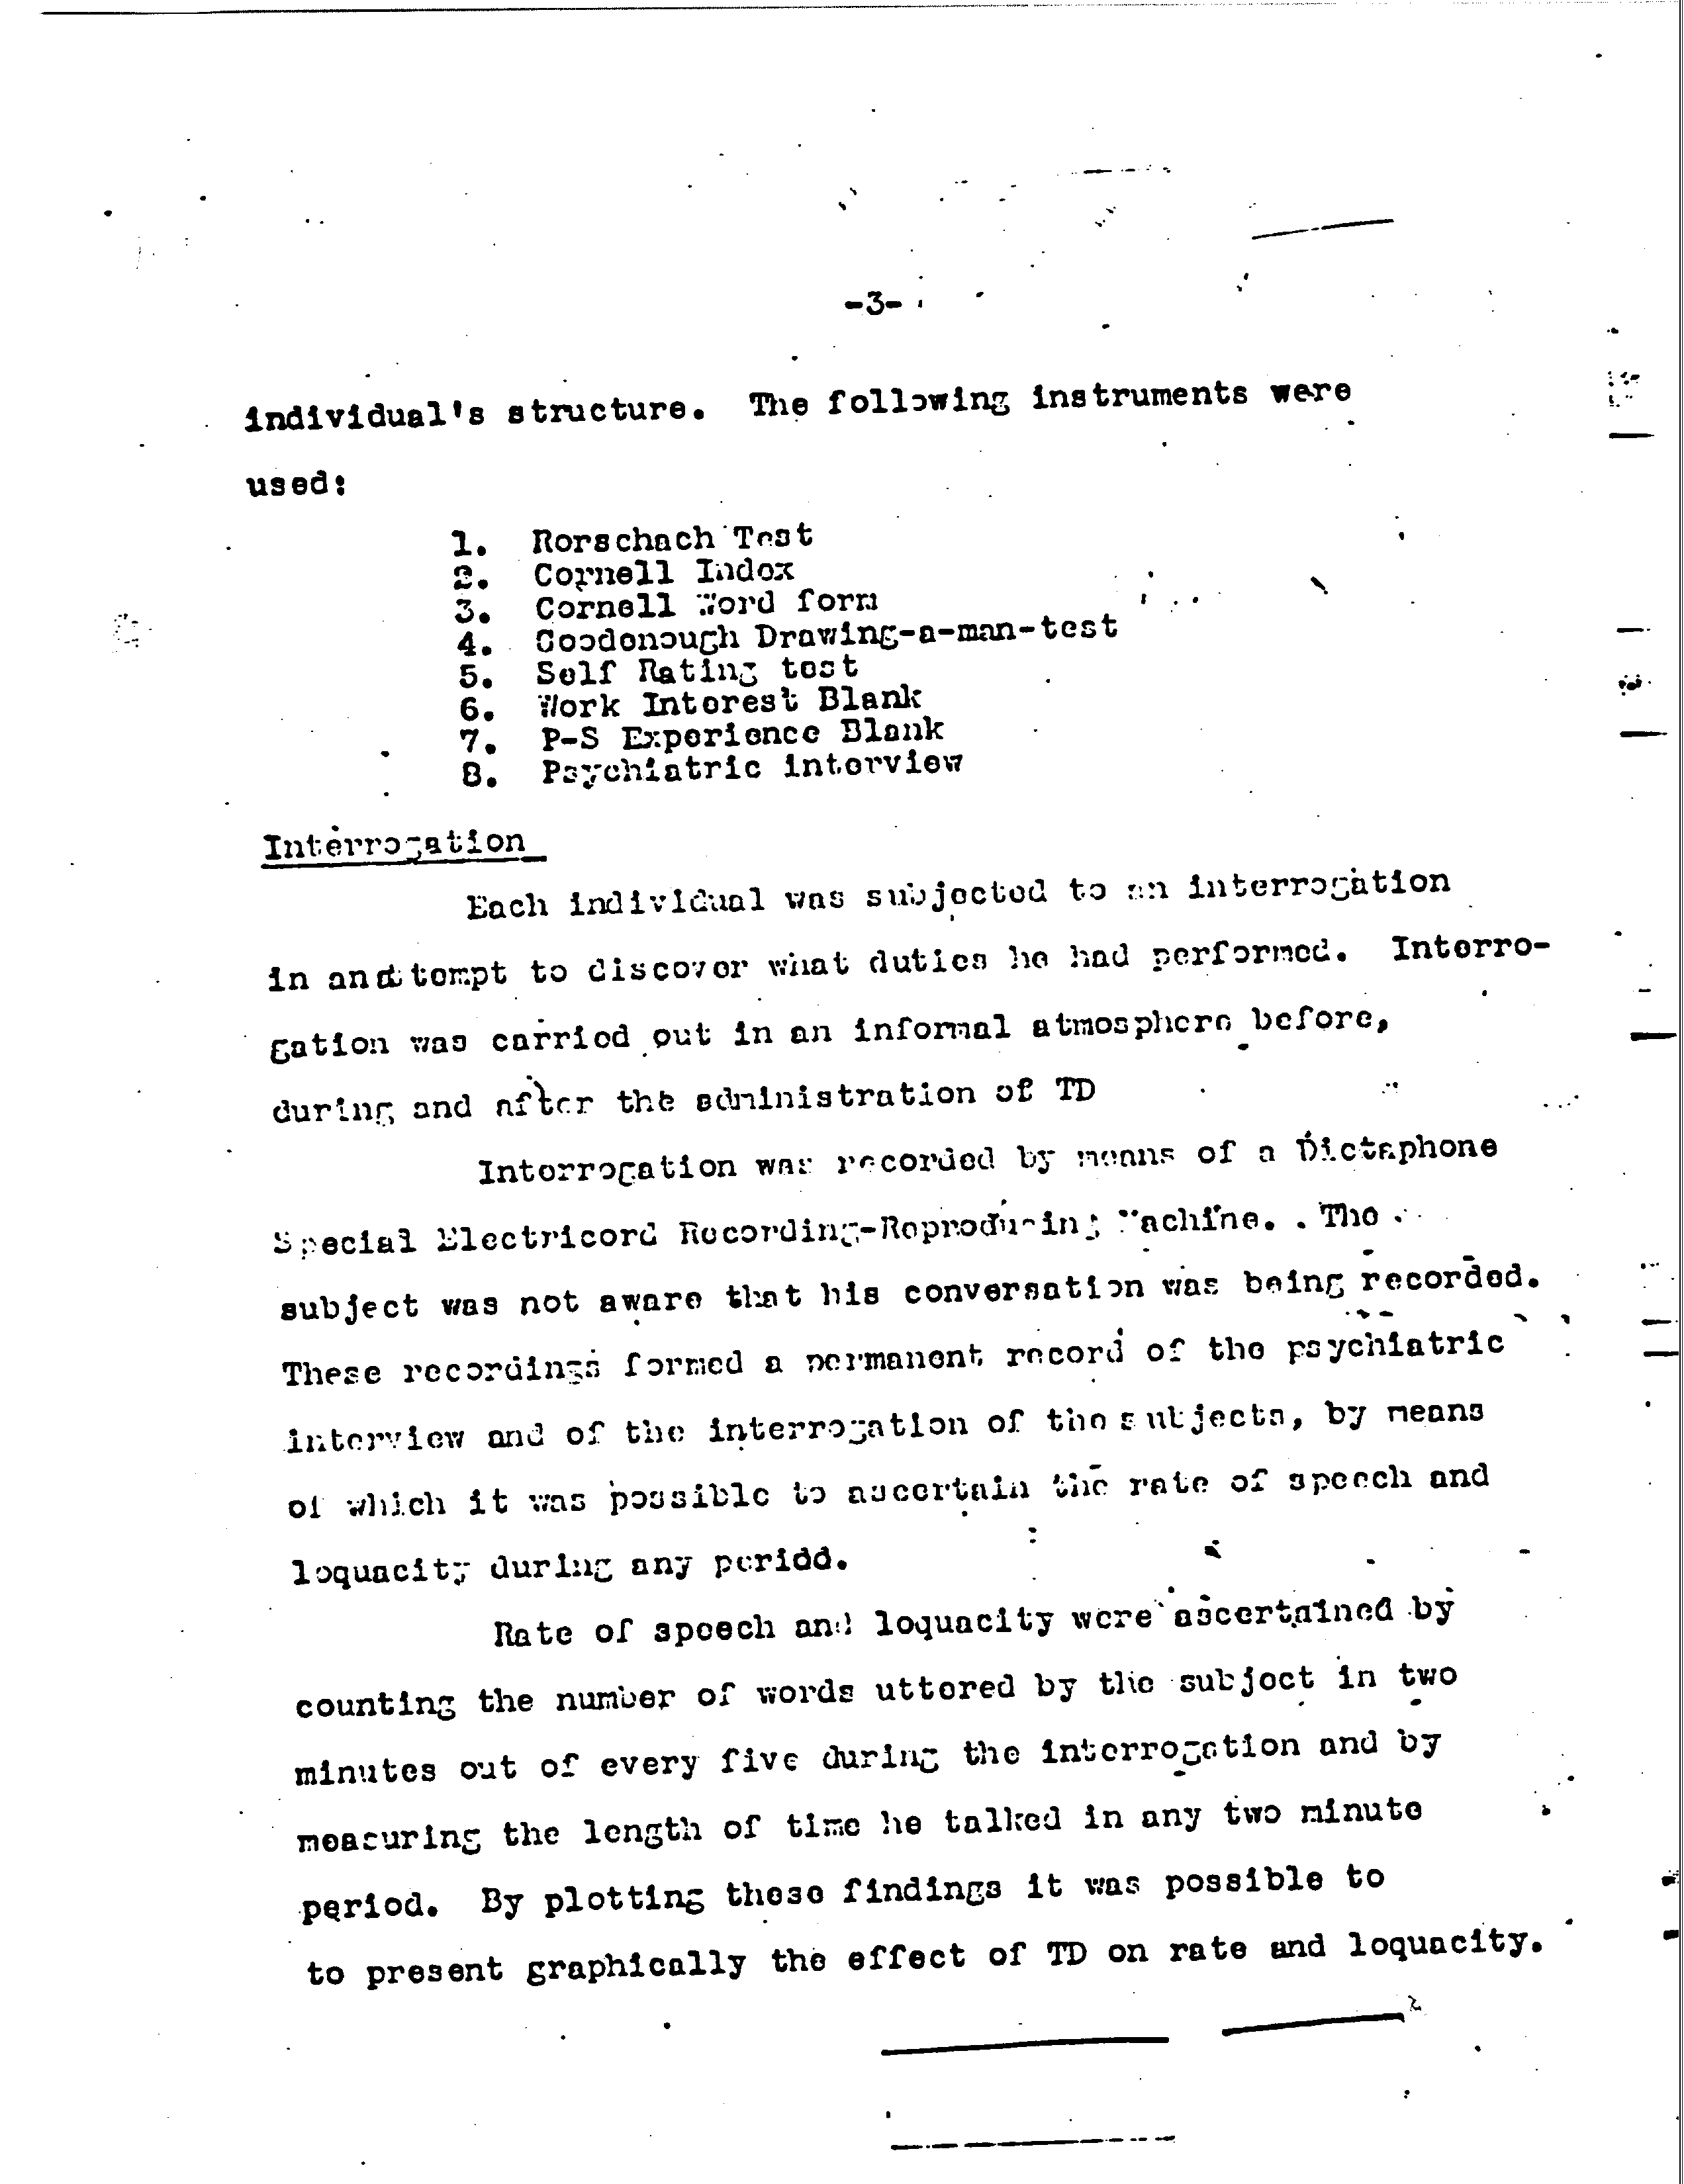 -3-
individual's structure. The following instruments were
used:
1. Rorschach Test
2. Cornell Index
3. Cornell Word form
4. Goodenough Drawing-a-man-test
5. Self Rating test
6. Work Interest Blank
7. P-S Experience Blank
8. Psychiatric interview
Interrogation
Each individual was subjected to an interrogation
in and tempt to discover what duties he had performed. Interro-
gation was carried out in an informal atmosphere before,
during and after the administration of TD
Interrogation was recorded by means of a Dictaphone
Special Electricord Recording-Reproducing Machine. The
subject was not aware that his conversation was being recorded.
These recordings formed a permanent record of the psychiatric
interview and of the interrogation of the subjects, by means
of which it was possible to ascertain the rate of speech and
loquacity during any peridd.
Rate of speech and loquacity were ascertained by
counting the number of words uttered by the subject in two
minutes out of every five during the interrogation and by
measuring the length of time he talked in any two minute
period. By plotting these findings it was possible to
to present graphically the effect of TD on rate and loquacity.